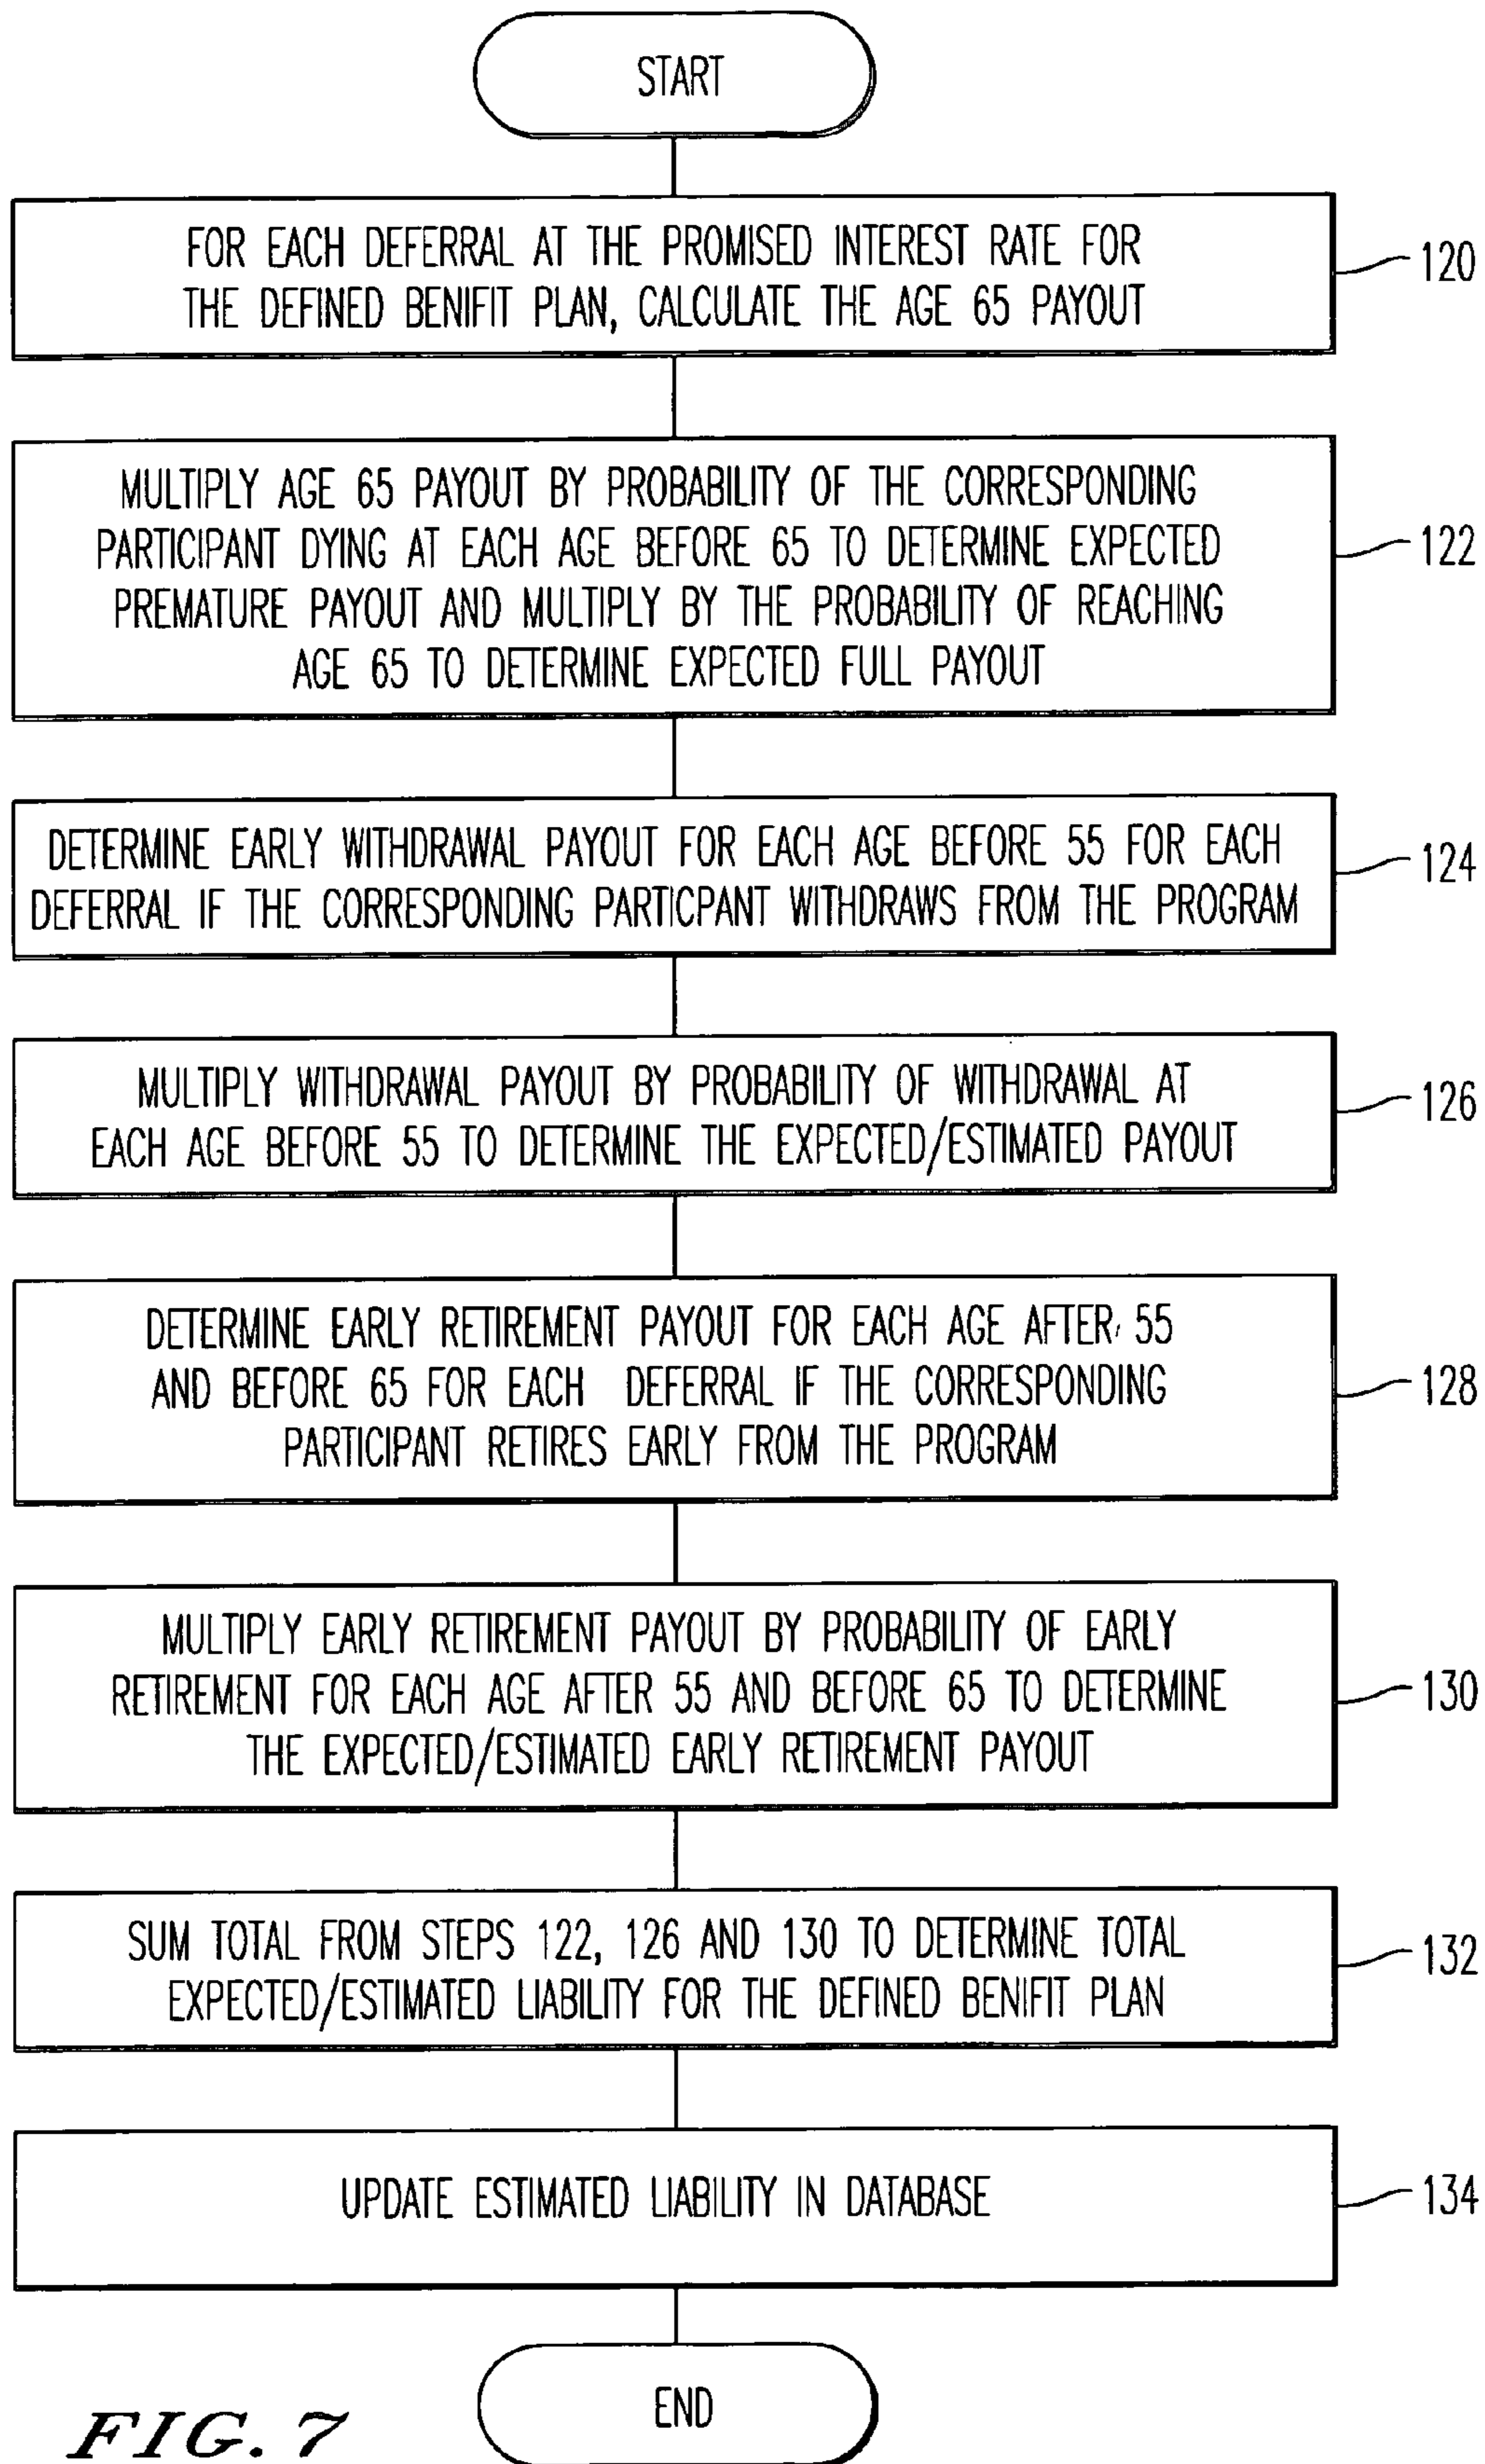 START
FOR EACH DEFERRAL AT THE PROMISED INTEREST RATE FOR
THE DEFINED BENIFIT PLAN, CALCULATE THE AGE 65 PAYOUT
120
MULTIPLY AGE 65 PAYOUT BY PROBABILITY OF THE CORRESPONDING
PARTICIPANT DYING AT EACH AGE BEFORE 65 TO DETERMINE EXPECTED
PREMATURE PAYOUT AND MULTIPLY BY THE PROBABILITY OF REACHING
AGE 65 TO DETERMINE EXPECTED FULL PAYOUT
122
DETERMINE EARLY WITHDRAWAL PAYOUT FOR EACH AGE BEFORE 55 FOR EACH
DEFERRAL IF THE CORRESPONDING PARTICPANT WITHDRAWS FROM THE PROGRAM
124
MULTIPLY WITHDRAWAL PAYOUT BY PROBABILITY OF WITHDRAWAL AT
EACH AGE BEFORE 55 TO DETERMINE THE EXPECTED/ESTIMATED PAYOUT
126
DETERMINE EARLY RETIREMENT PAYOUT FOR EACH AGE AFTER 55
AND BEFORE 65 FOR EACH DEFERRAL IF THE CORRESPONDING
PARTICIPANT RETIRES EARLY FROM THE PROGRAM
128
MULTIPLY EARLY RETIREMENT PAYOUT BY PROBABILITY OF EARLY
RETIREMENT FOR EACH AGE AFTER 55 AND BEFORE 65 TO DETERMINE
THE EXPECTED/ESTIMATED EARLY RETIREMENT PAYOUT
130
SUM TOTAL FROM STEPS 122, 126 AND 130 TO DETERMINE TOTAL
EXPECTED/ESTIMATED LIABILITY FOR THE DEFINED BENIFIT PLAN
132
UPDATE ESTIMATED LIABILITY IN DATABASE
134
END
FIG. 7